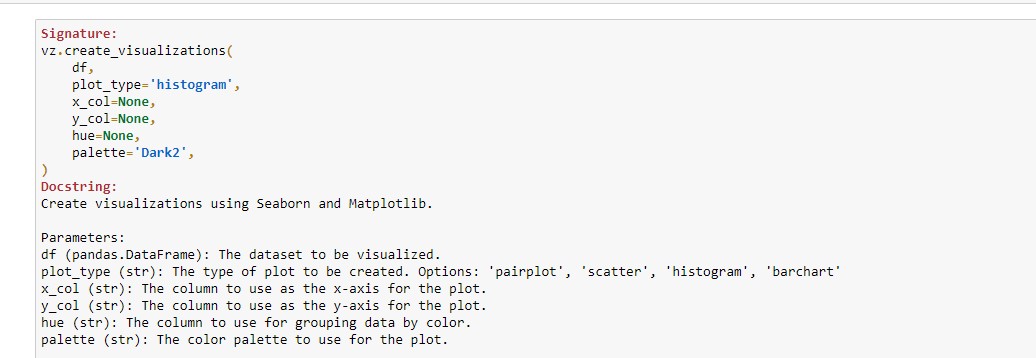 Signature:
vz.create_visualizations(
    df,
    plot_type='histogram',
    x_col=None,
    y_col=None,
    hue=None,
    palette='Dark2',
)
Docstring:
Create visualizations using Seaborn and Matplotlib.

Parameters:
df (pandas.DataFrame): The dataset to be visualized.
plot_type (str): The type of plot to be created. Options: 'pairplot', 'scatter', 'histogram', 'barchart'
x_col (str): The column to use as the x-axis for the plot.
y_col (str): The column to use as the y-axis for the plot.
hue (str): The column to use for grouping data by color.
palette (str): The color palette to use for the plot.